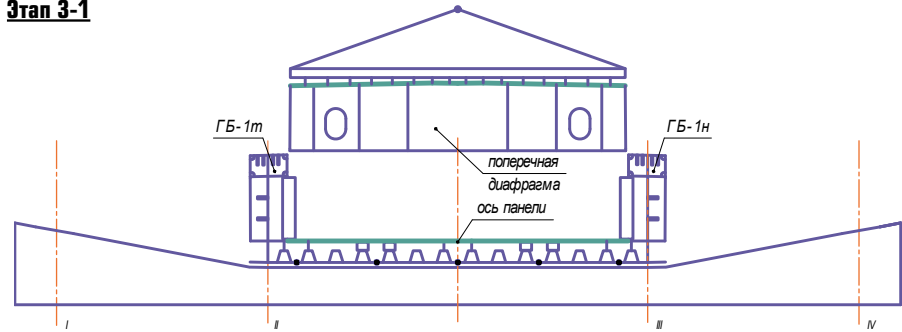 Этап 3-1
ГБ-1т
ГБ-1н
поперечная
диафрагма
ось панели
I
II
III
IV